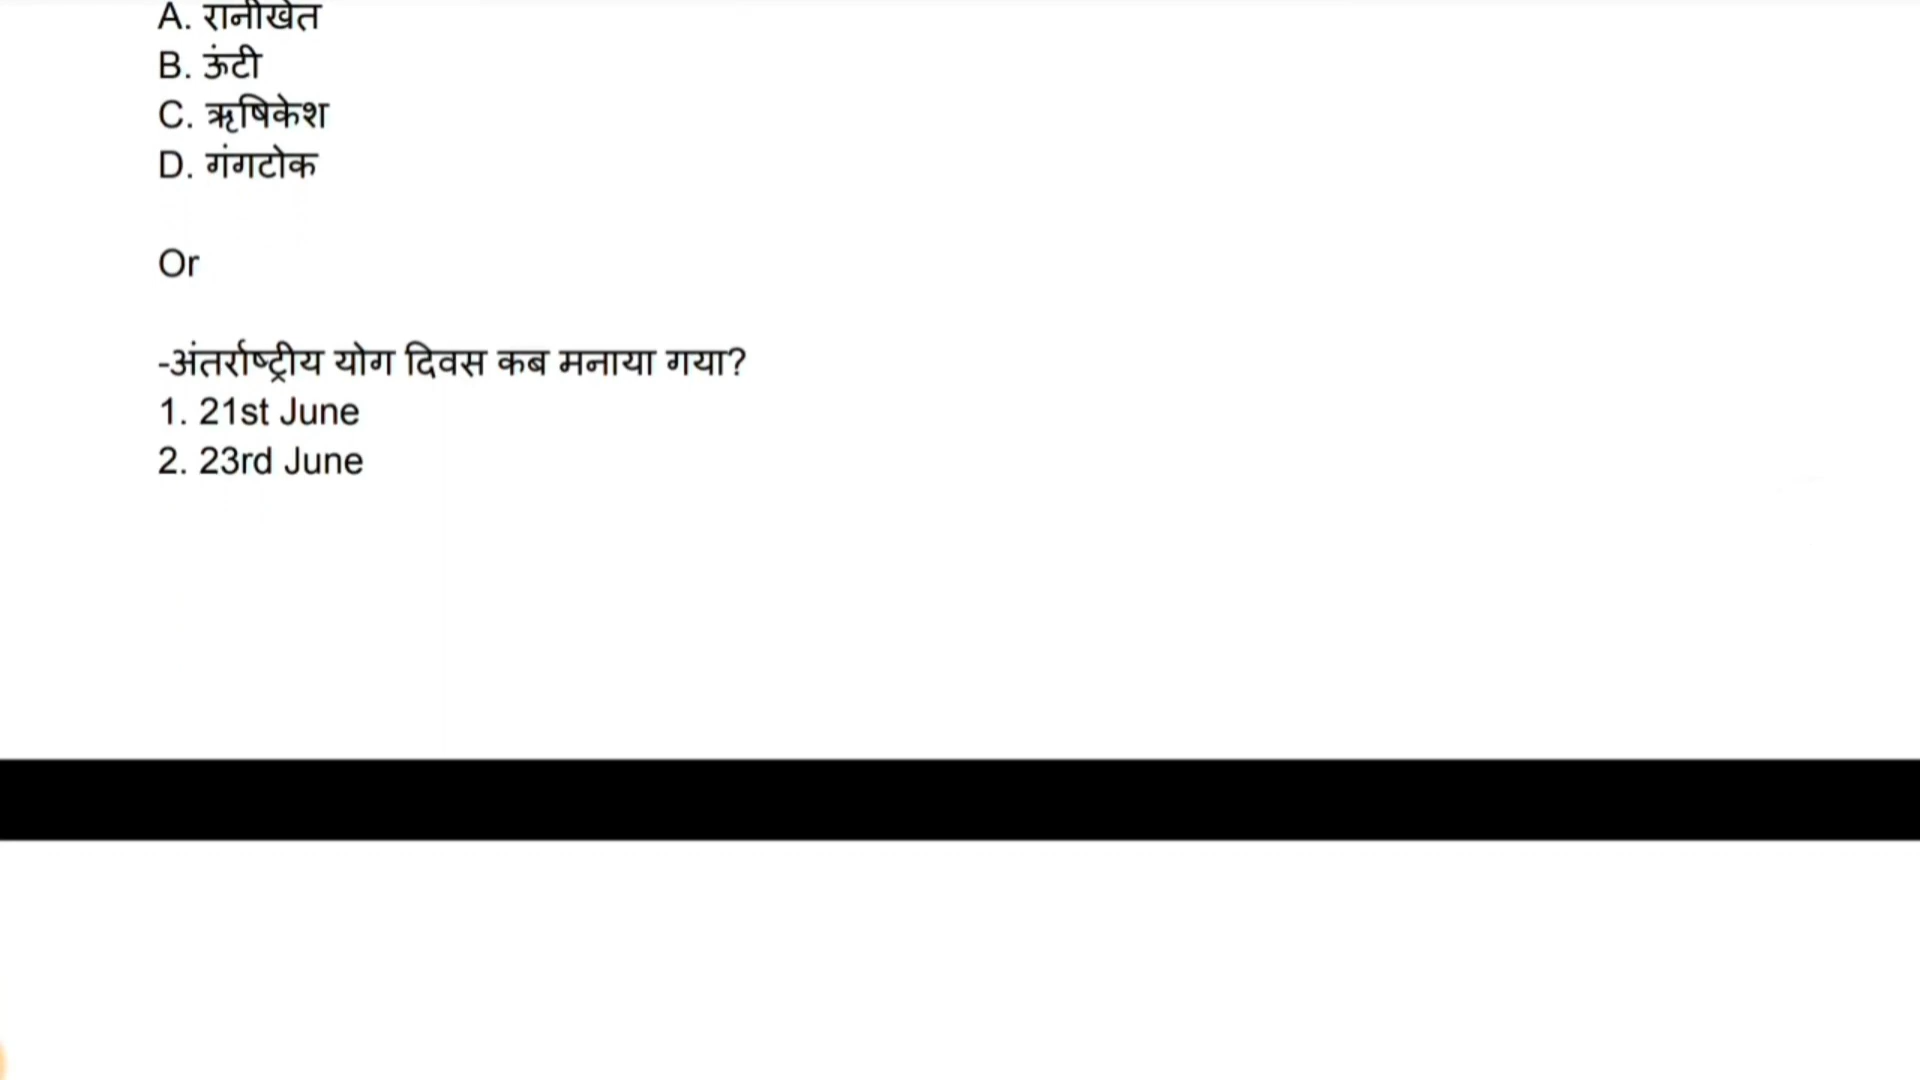 A. रानीखेत
B. ऊंटी
C. ऋषिकेश
D. गंगटोक
Or
-अंतर्राष्ट्रीय योग दिवस कब मनाया गया?
1. 21st June
2. 23rd June